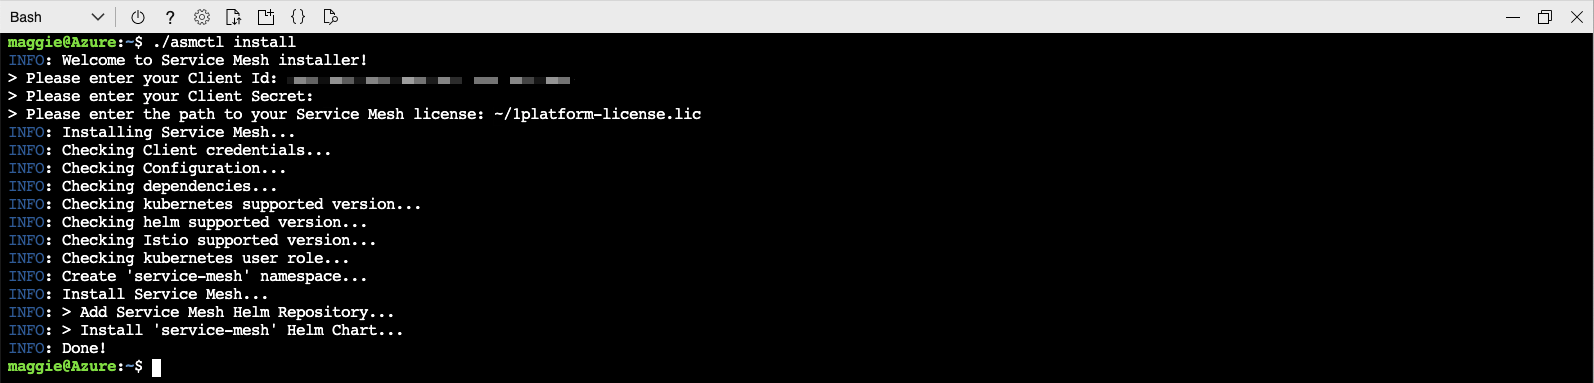 Bash
?
{}
maggie@Azure:~$ ./asmctl install
INFO: Welcome to Service Mesh installer!
> Please enter your Client Id:
> Please enter your Client Secret:
> Please enter the path to your Service Mesh license: ~/1platform-license.lic
INFO: Installing Service Mesh...
INFO: Checking Client credentials...
INFO: Checking Configuration...
INFO: Checking dependencies...
INFO: Checking kubernetes supported version...
INFO: Checking helm supported version...
INFO: Checking Istio supported version...
INFO: Checking kubernetes user role...
INFO: Create 'service-mesh' namespace...
INFO: Install Service Mesh...
INFO: > Add Service Mesh Helm Repository...
INFO: > Install 'service-mesh' Helm Chart...
INFO: Done!
maggie@Azure:~$